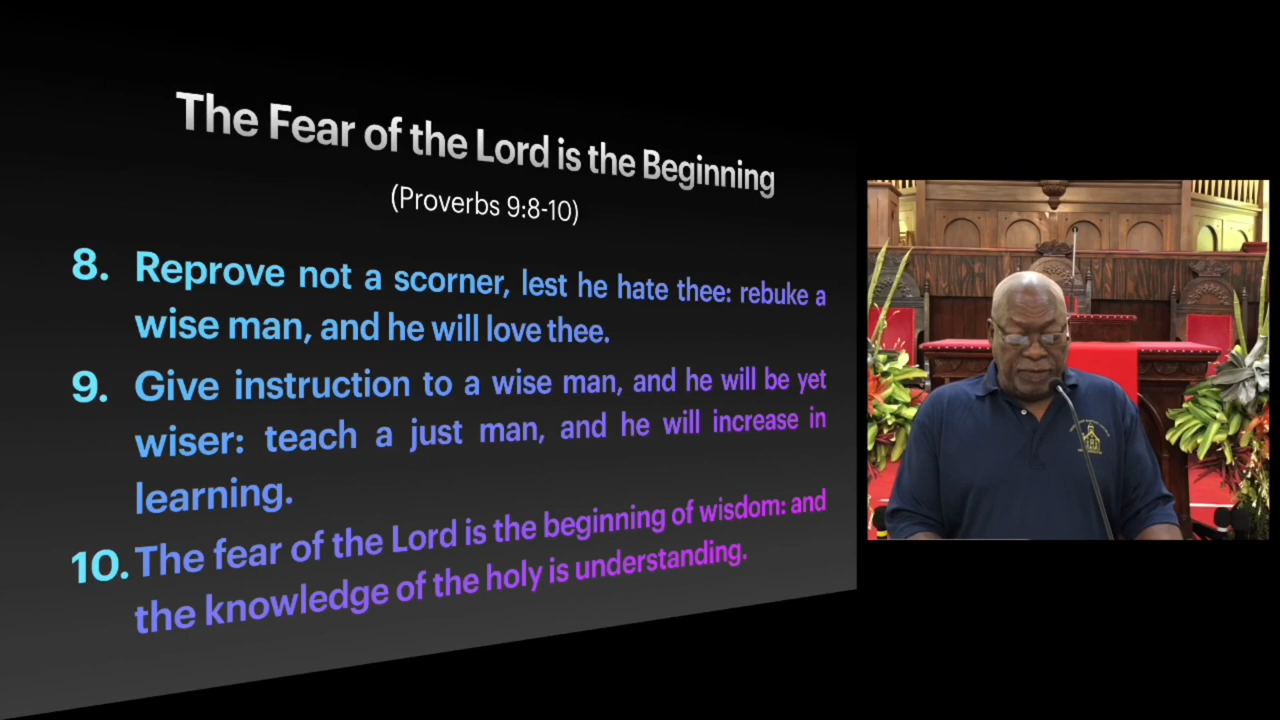 The Fear of the Lord is the Beginning
(Proverbs 9:8-10)
8. Reprove not a scorner, lest he hate thee: rebuke a
wise man, and he will love thee.
9. Give instruction to a wise man, and he will be yet
wiser: teach a just man, and he will increase in
learning.
10. The fear of the Lord is the beginning of wisdom: and
the knowledge of the holy is understanding.